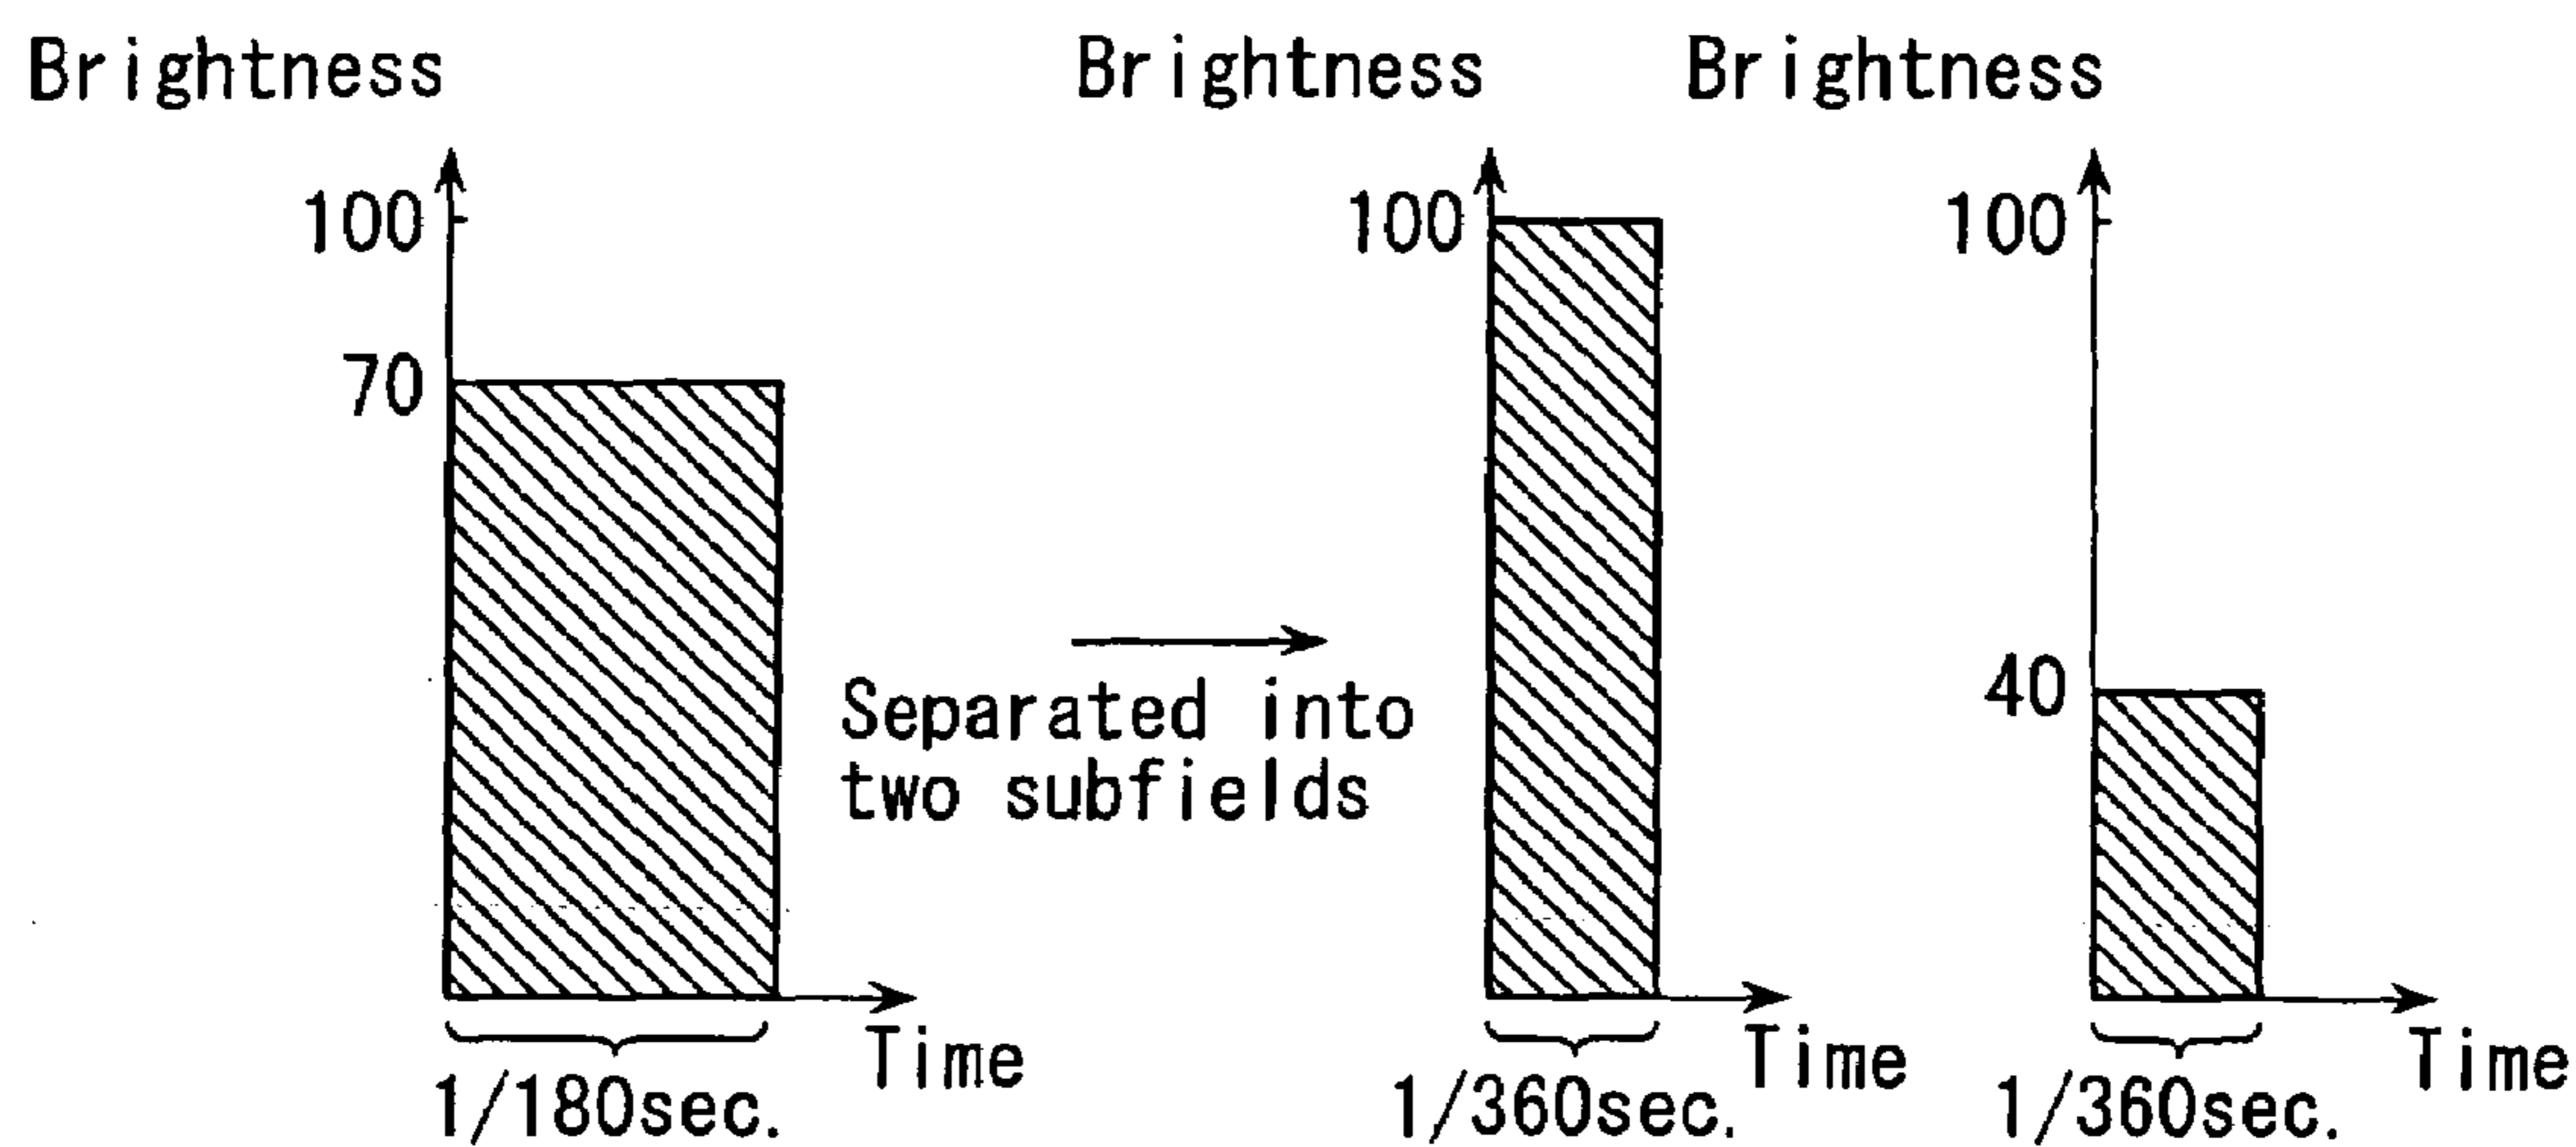 Brightness
100
70
1/180sec.
Time
Separated into
two subfields
Brightness
100
1/360sec.
Time
Brightness
100
40
1/360sec.
Time